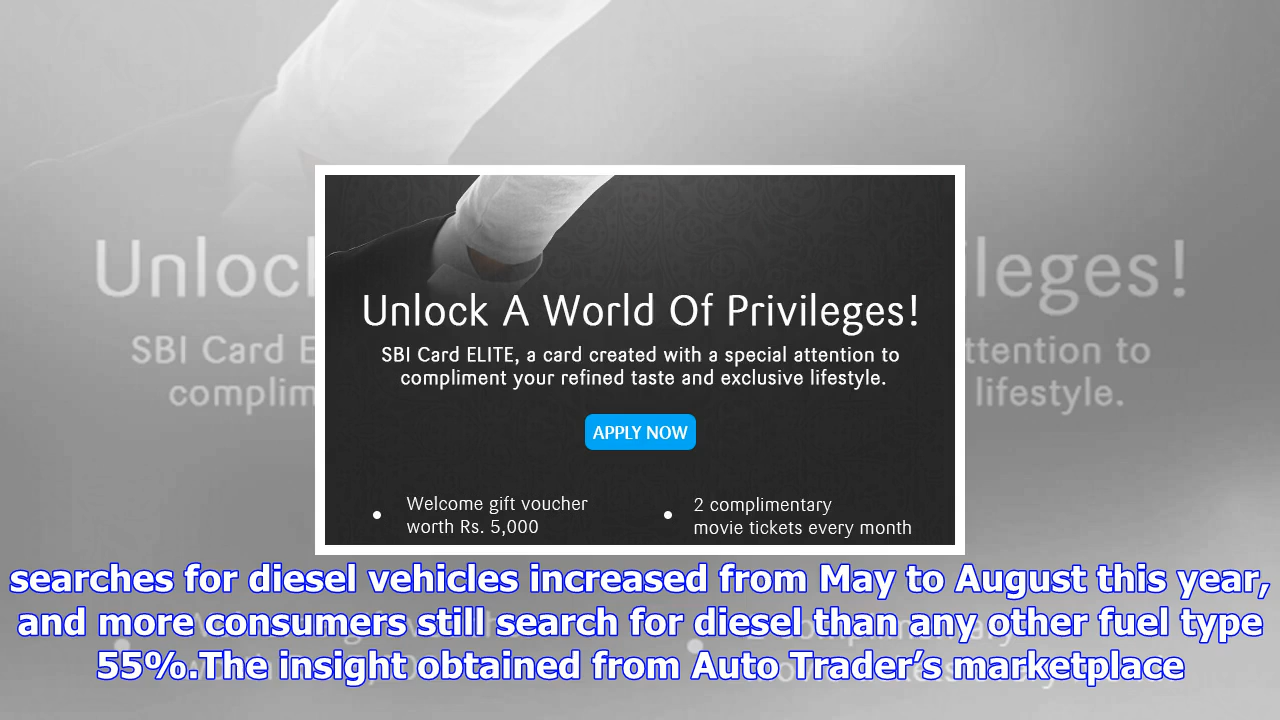 Unlock A World Of Privileges!
SBI Card ELITE, a card created with a special attention to
compliment your refined taste and exclusive lifestyle.
APPLY NOW
Welcome gift voucher
worth Rs. 5,000
2 complimentary
movie tickets every month
searches for diesel vehicles increased from May to August this year,
and more consumers still search for diesel than any other fuel type
55%.The insight obtained from Auto Trader’s marketplace